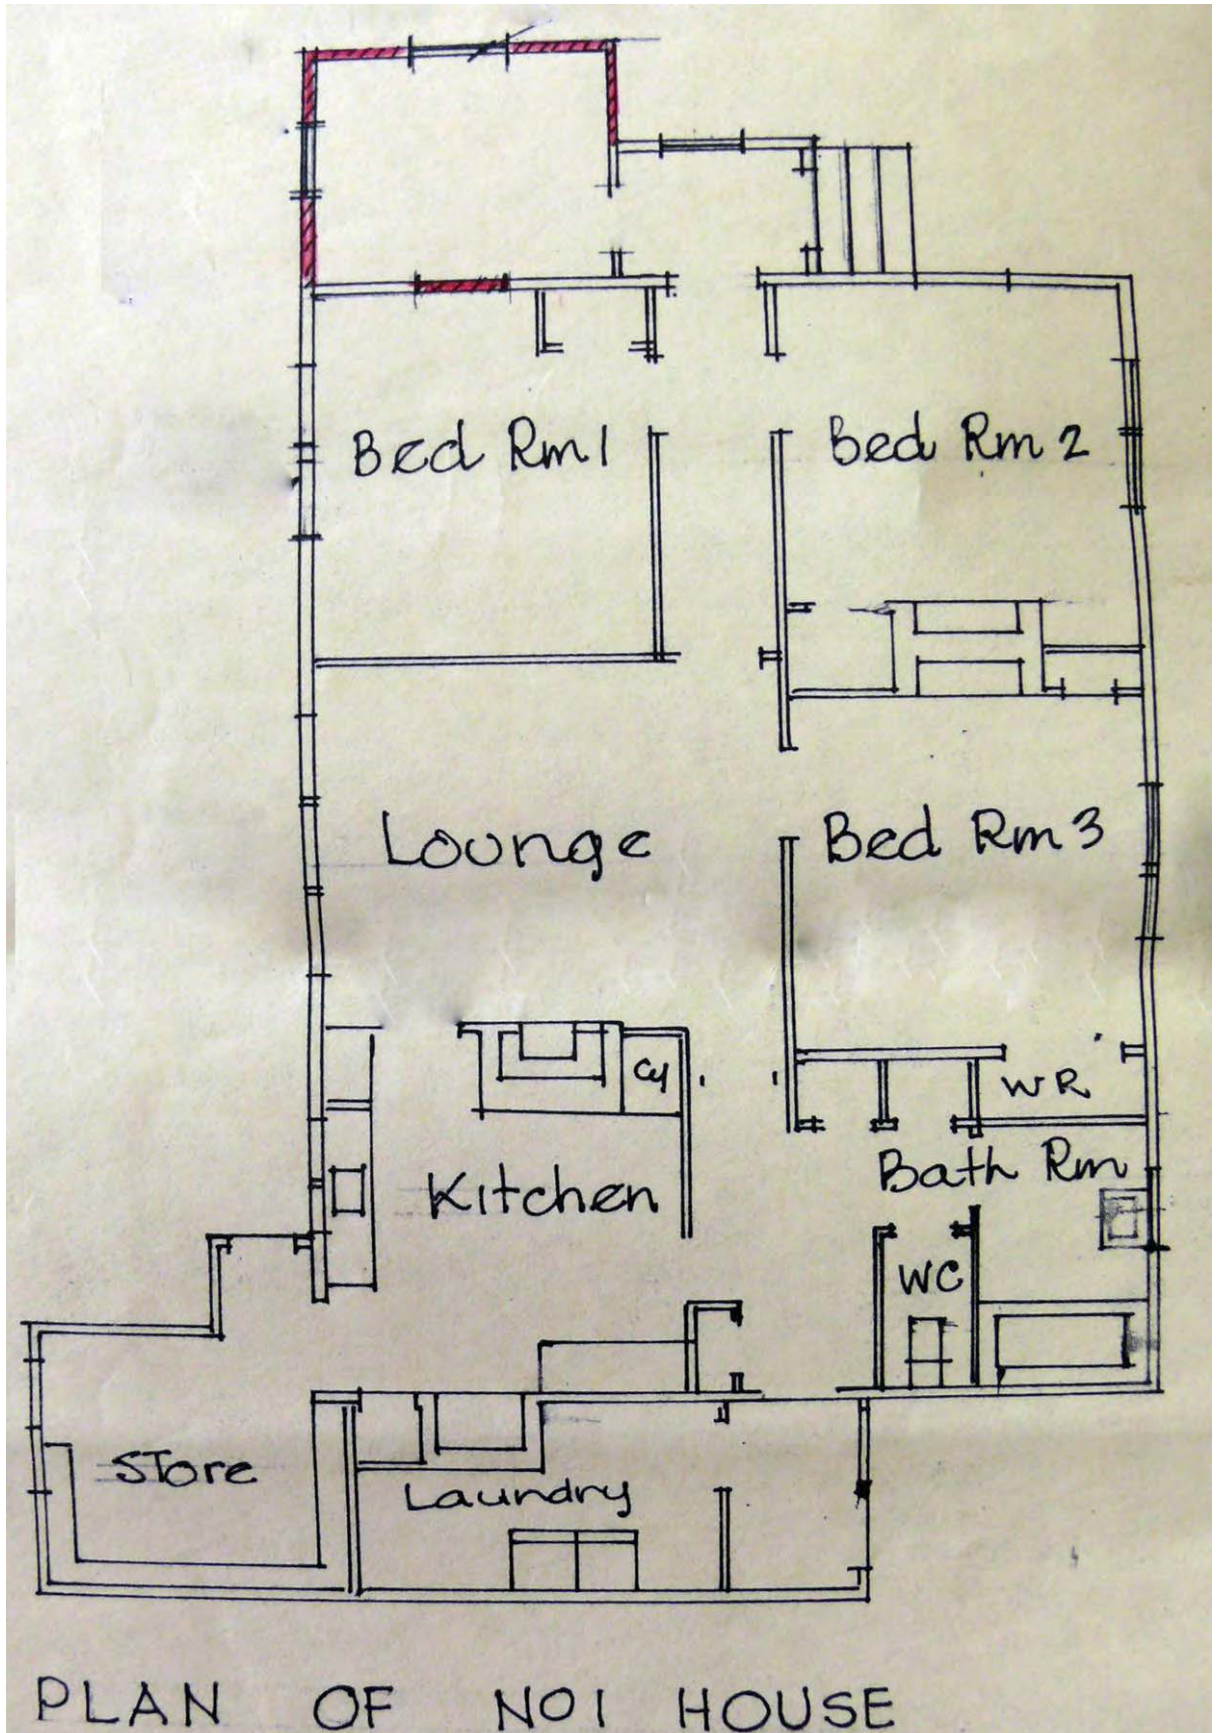 Bed Rm 1
Bed Rm 2
Lounge
Bed Rm 3
Cy
WR
Kitchen
Bath Rm
WC
STore
Laundry
PLAN OF NO1 HOUSE